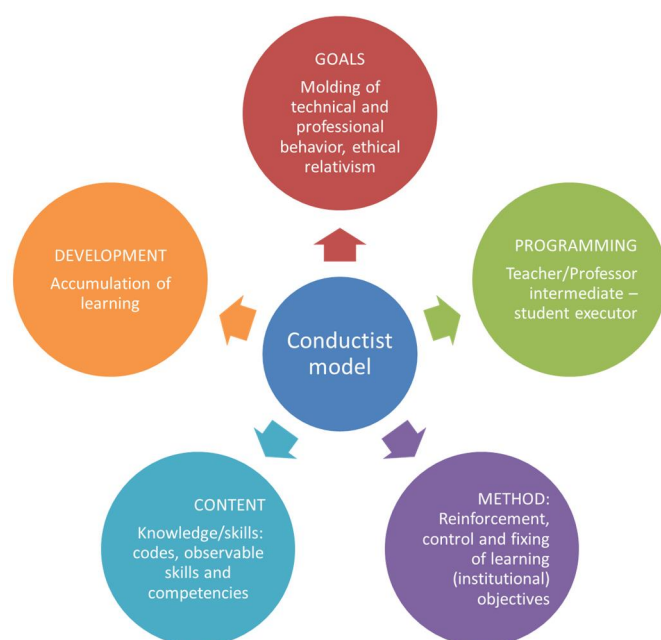 GOALS
Molding of
technical and
professional
behavior, ethical
relativism
PROGRAMMING
Teacher/Professor
intermediate –
student executor
METHOD:
Reinforcement,
control and fixing
of learning
(institutional)
objectives
CONTENT
Knowledge/skills:
codes, observable
skills and
competencies
DEVELOPMENT
Accumulation of
learning
Conductist
model